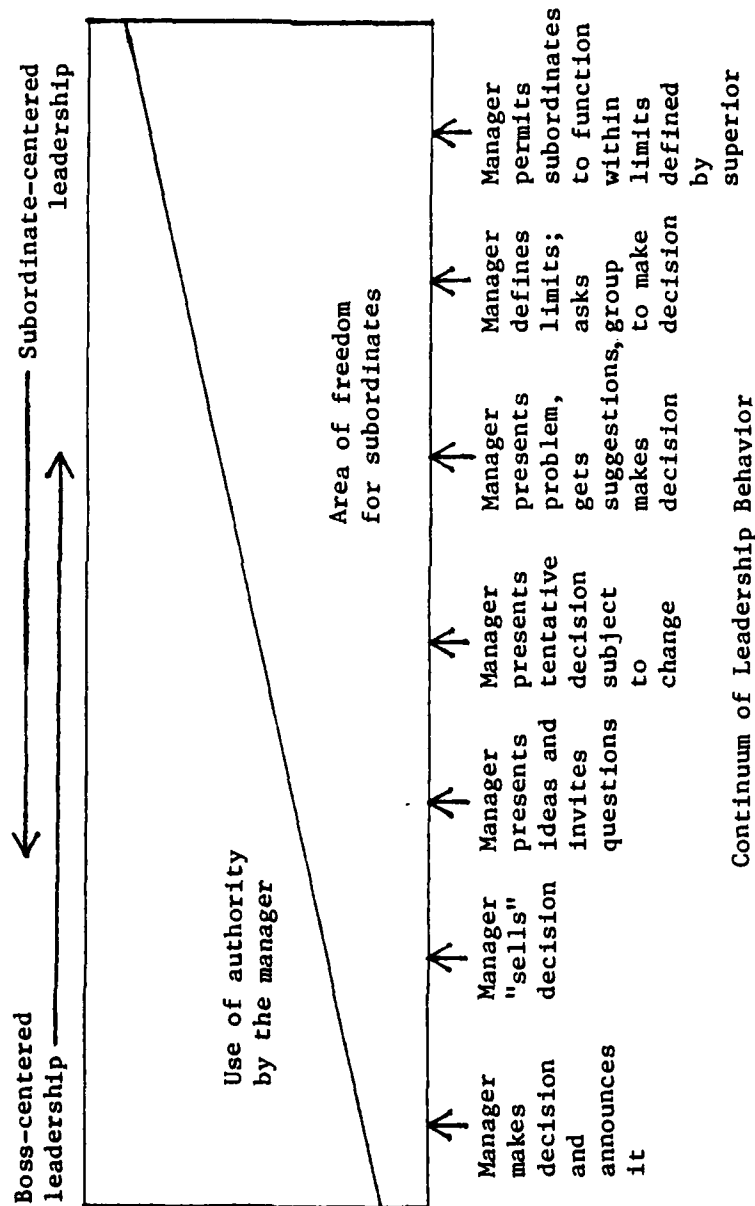 Boss-centered
leadership
Subordinate-centered
leadership
Use of authority
by the manager
Area of freedom
for subordinates
Manager
makes
decision
and
announces
it
Manager
"sells"
decision
Manager
presents
ideas and
invites
questions
Manager
presents
tentative
decision
subject
to
change
Manager
presents
problem,
gets
suggestions,
makes
decision
Manager
defines
limits;
asks
group
to make
decision
Manager
permits
subordinates
to function
within
limits
defined
by
superior
Continuum of Leadership Behavior